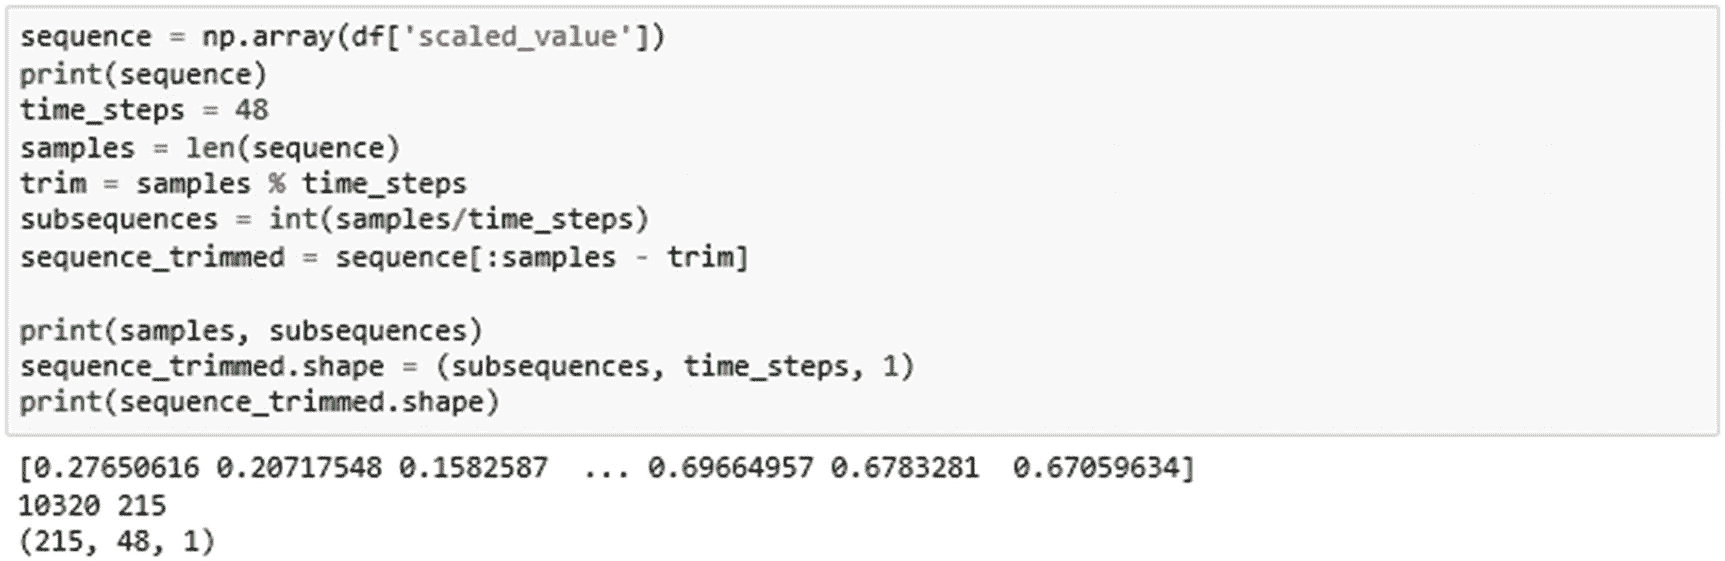 sequence = np.array(df['scaled_value'])
print(sequence)
time_steps = 48
samples = len(sequence)
trim = samples % time_steps
subsequences = int(samples/time_steps)
sequence_trimmed = sequence[:samples - trim]
print(samples, subsequences)
sequence_trimmed.shape = (subsequences, time_steps, 1)
print(sequence_trimmed.shape)
[0.27650616 0.20717548 0.1582587  ... 0.69664957 0.6783281  0.67059634]
10320 215
(215, 48, 1)